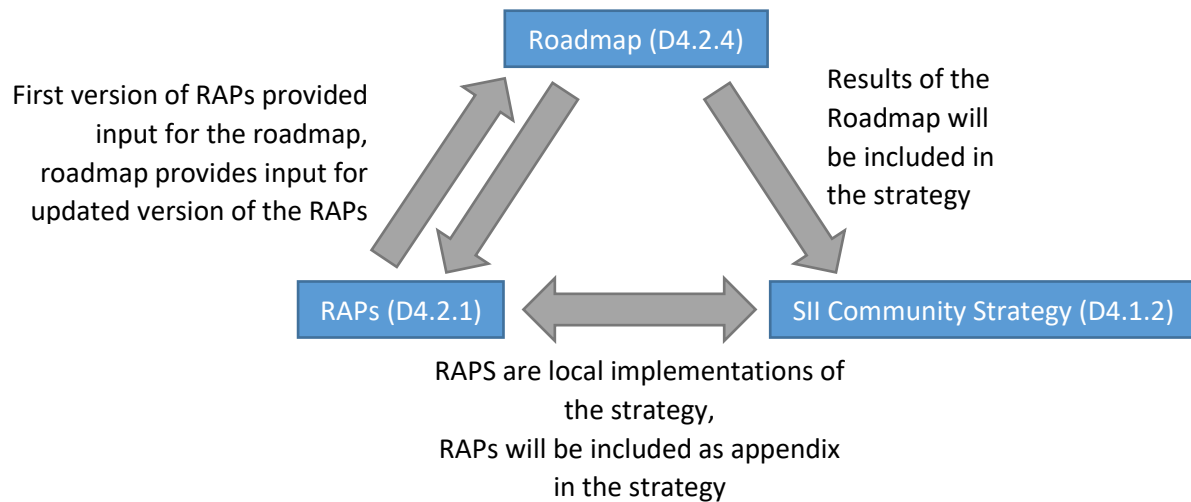 Roadmap (D4.2.4)
First version of RAPs provided
input for the roadmap,
roadmap provides input for
updated version of the RAPs
Results of the
Roadmap will
be included in
the strategy
RAPs (D4.2.1)
SII Community Strategy (D4.1.2)
RAPS are local implementations of
the strategy,
RAPs will be included as appendix
in the strategy